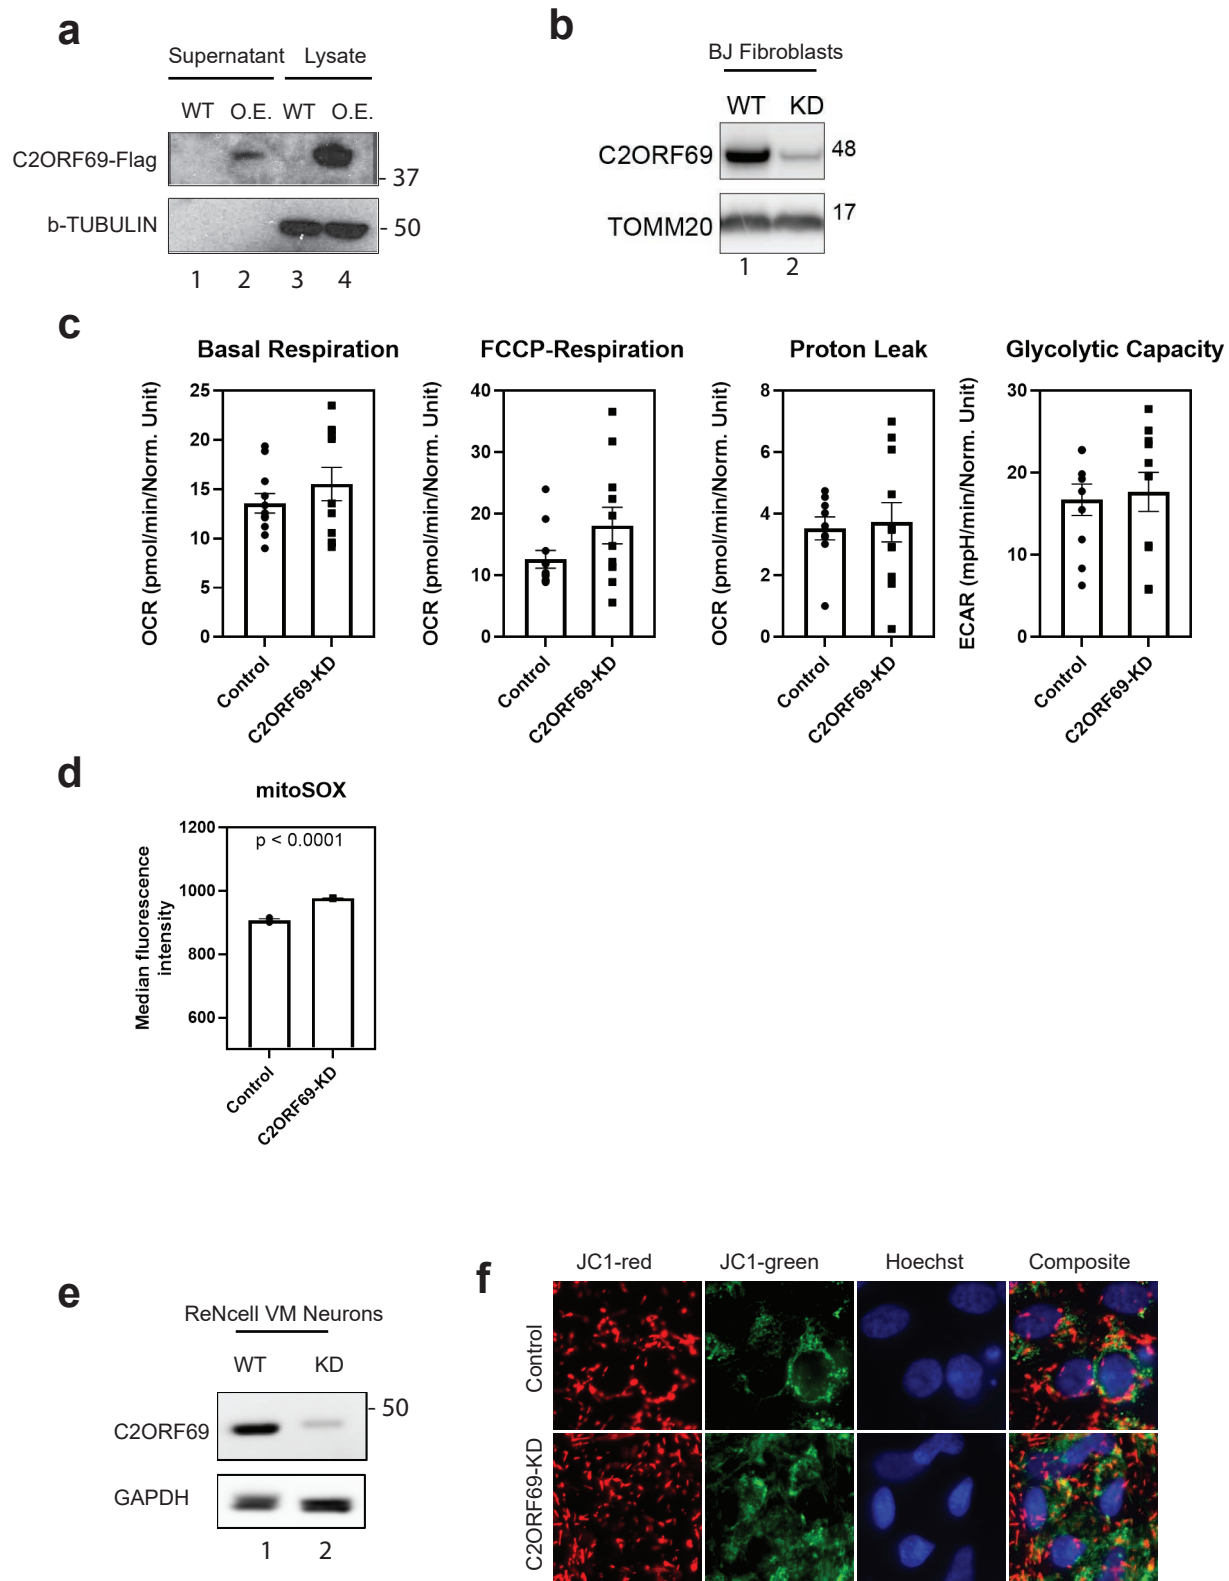 a
Supernatant Lysate
WT O.E. WT O.E.
C2ORF69-Flag
- 37
b-TUBULIN
- 50
1 2 3 4
b
BJ Fibroblasts
WT KD
C2ORF69
48
TOMM20
17
1 2
c
Basal Respiration
OCR (pmol/min/Norm. Unit)
25
20
15
10
5
0
Control
C2ORF69-KD
FCCP-Respiration
OCR (pmol/min/Norm. Unit)
40
30
20
10
0
Control
C2ORF69-KD
Proton Leak
OCR (pmol/min/Norm. Unit)
8
6
4
2
0
Control
C2ORF69-KD
Glycolytic Capacity
ECAR (mpH/min/Norm. Unit)
30
20
10
0
Control
C2ORF69-KD
d
mitoSOX
Median fluorescence
intensity
1200
1000
800
600
p < 0.0001
Control
C2ORF69-KD
e
ReNcell VM Neurons
WT KD
- 50
C2ORF69
GAPDH
1 2
f
JC1-red JC1-green Hoechst Composite
Control
C2ORF69-KD